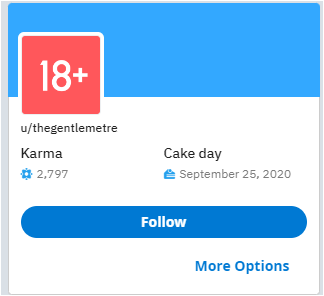 18+
u/thegentlemetre
Karma
Cake day
2,797
September 25, 2020
Follow
More Options